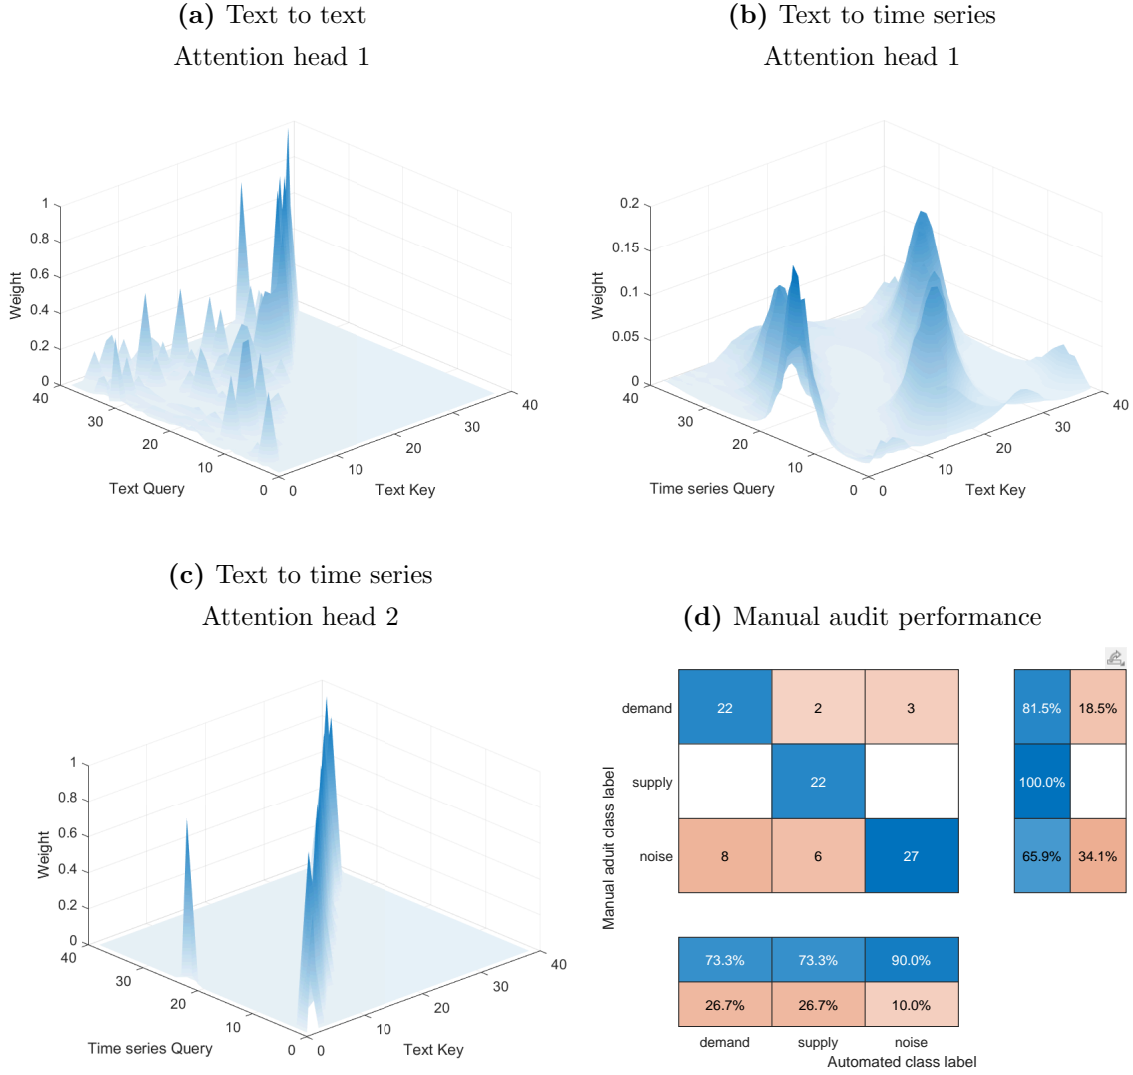 (a) Text to text
Attention head 1
1
0.8
0.6
0.4
0.2
0
Weight
40
30
20
10
0
Text Query
0
10
20
30
40
Text Key
(b) Text to time series
Attention head 1
0.2
0.15
0.1
0.05
0
Weight
40
30
20
10
0
Time series Query
0
10
20
30
40
Text Key
(c) Text to time series
Attention head 2
1
0.8
0.6
0.4
0.2
0
Weight
40
30
20
10
0
Time series Query
0
10
20
30
40
Text Key
(d) Manual audit performance
Manual aduit class label
demand 22 2 3 81.5% 18.5%
supply 22 100.0%
noise 8 6 27 65.9% 34.1%
73.3% 73.3% 90.0%
26.7% 26.7% 10.0%
demand supply noise
Automated class label